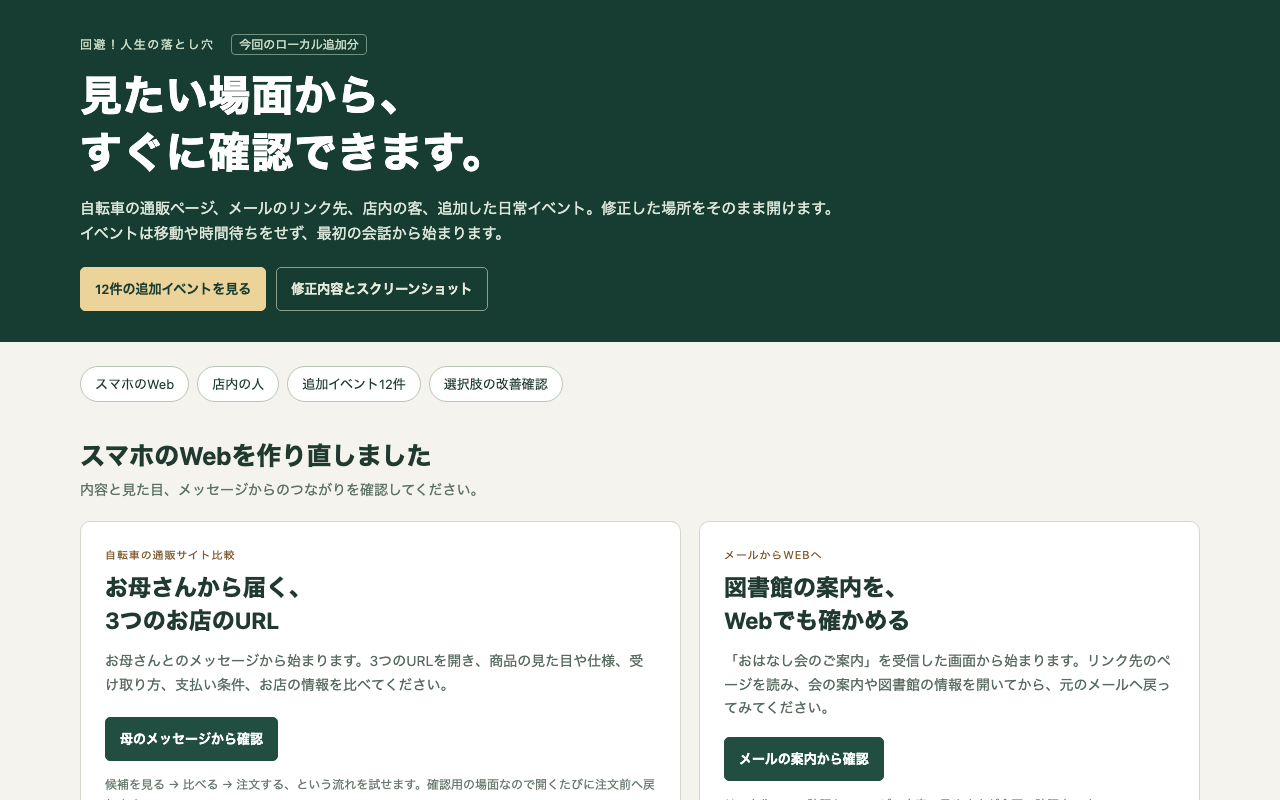 回避！人生の落とし穴
今回のローカル追加分
見たい場面から、
すぐに確認できます。
自転車の通販ページ、メールのリンク先、店内の客、追加した日常イベント。修正した場所をそのまま開けます。
イベントは移動や時間待ちをせず、最初の会話から始まります。
12件の追加イベントを見る
修正内容とスクリーンショット
スマホのWeb
店内の人
追加イベント12件
選択肢の改善確認
スマホのWebを作り直しました
内容と見た目、メッセージからのつながりを確認してください。
自転車の通販サイト比較
お母さんから届く、
3つのお店のURL
お母さんとのメッセージから始まります。3つのURLを開き、商品の見た目や仕様、受
け取り方、支払い条件、お店の情報を比べてください。
母のメッセージから確認
候補を見る → 比べる → 注文する、という流れを試せます。確認用の場面なので開くたびに注文前へ戻
メールからWEBへ
図書館の案内を、
Webでも確かめる
「おはなし会のご案内」を受信した画面から始まります。リンク先のペ
ージを読み、会の案内や図書館の情報を開いてから、元のメールへ戻っ
てみてください。
メールの案内から確認